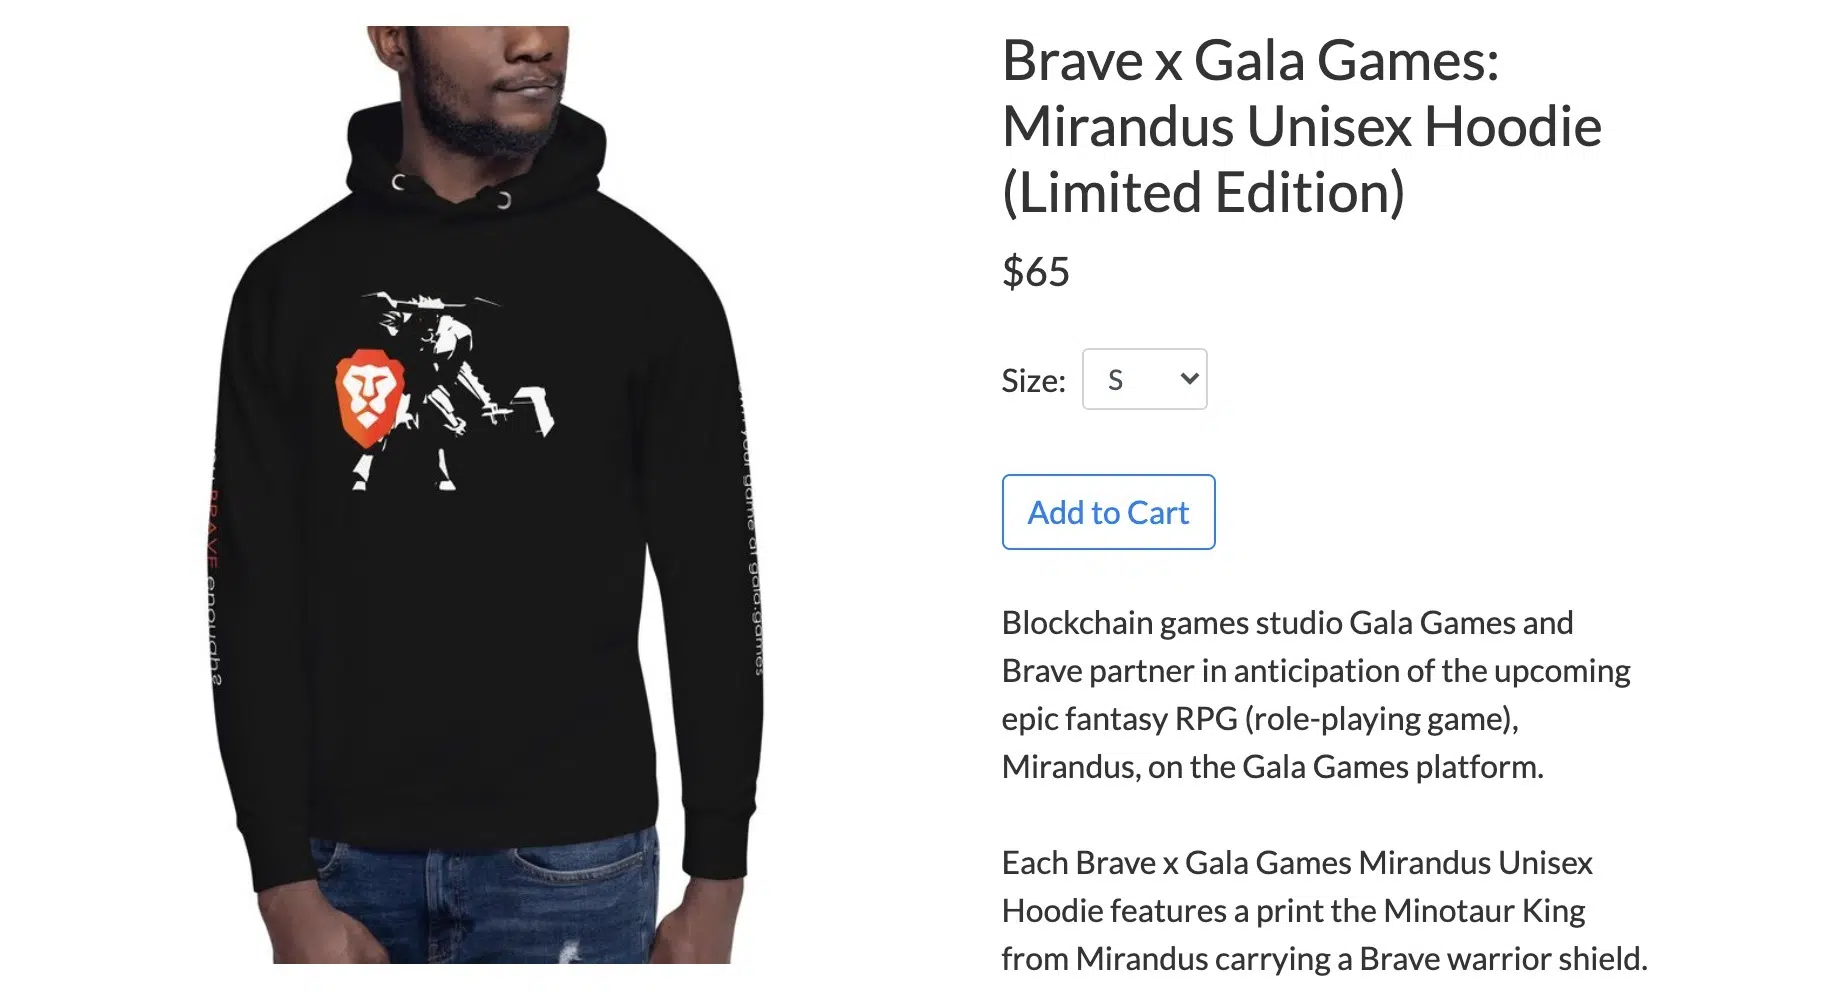 Brave x Gala Games:
Mirandus Unisex Hoodie
(Limited Edition)
$65
Size: S
Add to Cart
Blockchain games studio Gala Games and
Brave partner in anticipation of the upcoming
epic fantasy RPG (role-playing game),
Mirandus, on the Gala Games platform.
Each Brave x Gala Games Mirandus Unisex
Hoodie features a print the Minotaur King
from Mirandus carrying a Brave warrior shield.
BRAVE enough?
your game at gala.games